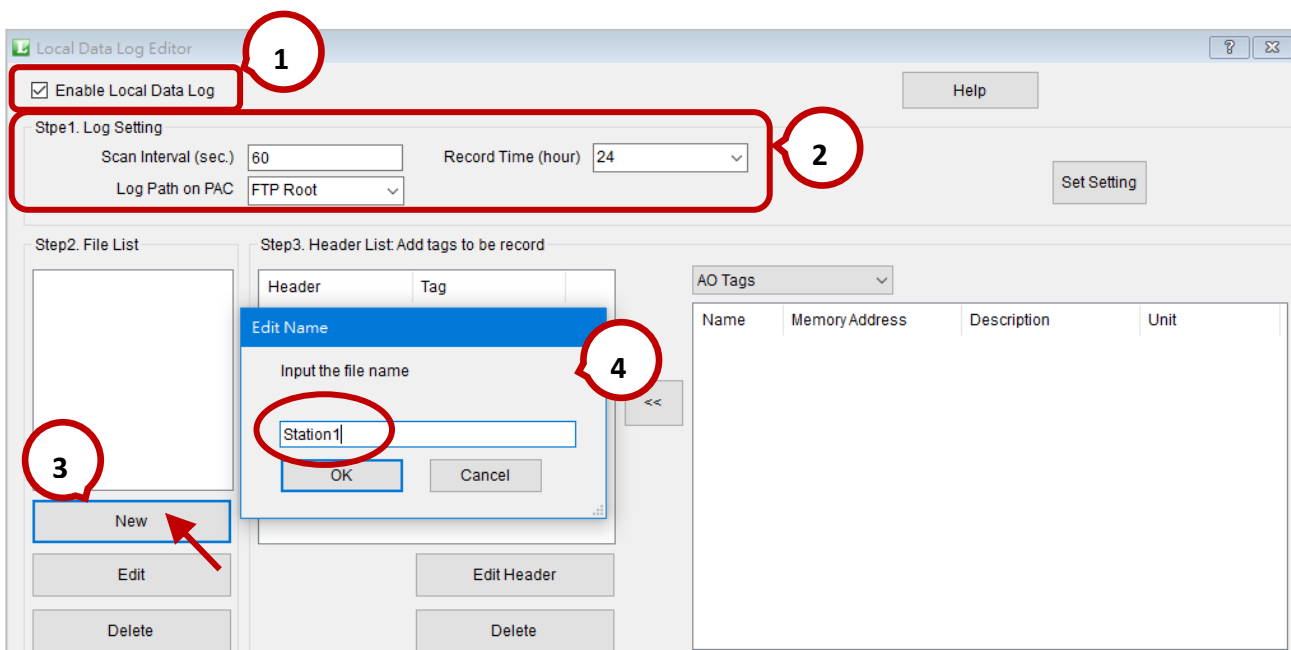 Local Data Log Editor
1
Enable Local Data Log
Help
Stpe1. Log Setting
Scan Interval (sec.) 60 Record Time (hour) 24
2
Log Path on PAC FTP Root
Set Setting
Step2. File List
Step3. Header List: Add tags to be record
Header Tag
AO Tags
Name Memory Address Description Unit
Edit Name
Input the file name
4
<<
Station1
OK Cancel
3
New
Edit
Edit Header
Delete
Delete